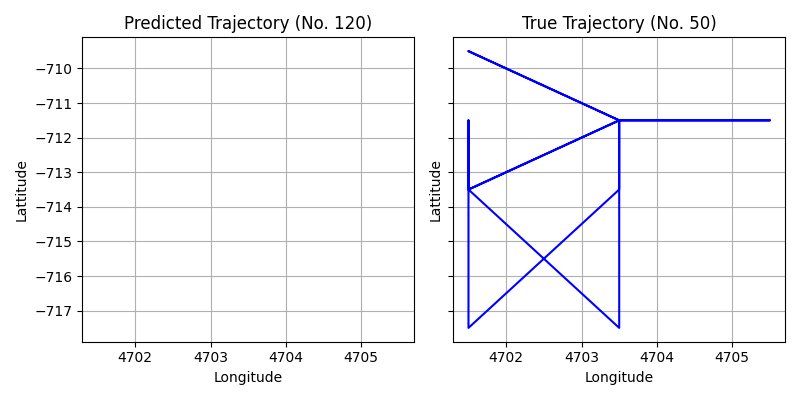 Predicted Trajectory (No. 120)
True Trajectory (No. 50)
−710
−711
−712
−713
−714
−715
−716
−717
Lattitude
Lattitude
4702 4703 4704 4705
4702 4703 4704 4705
Longitude
Longitude